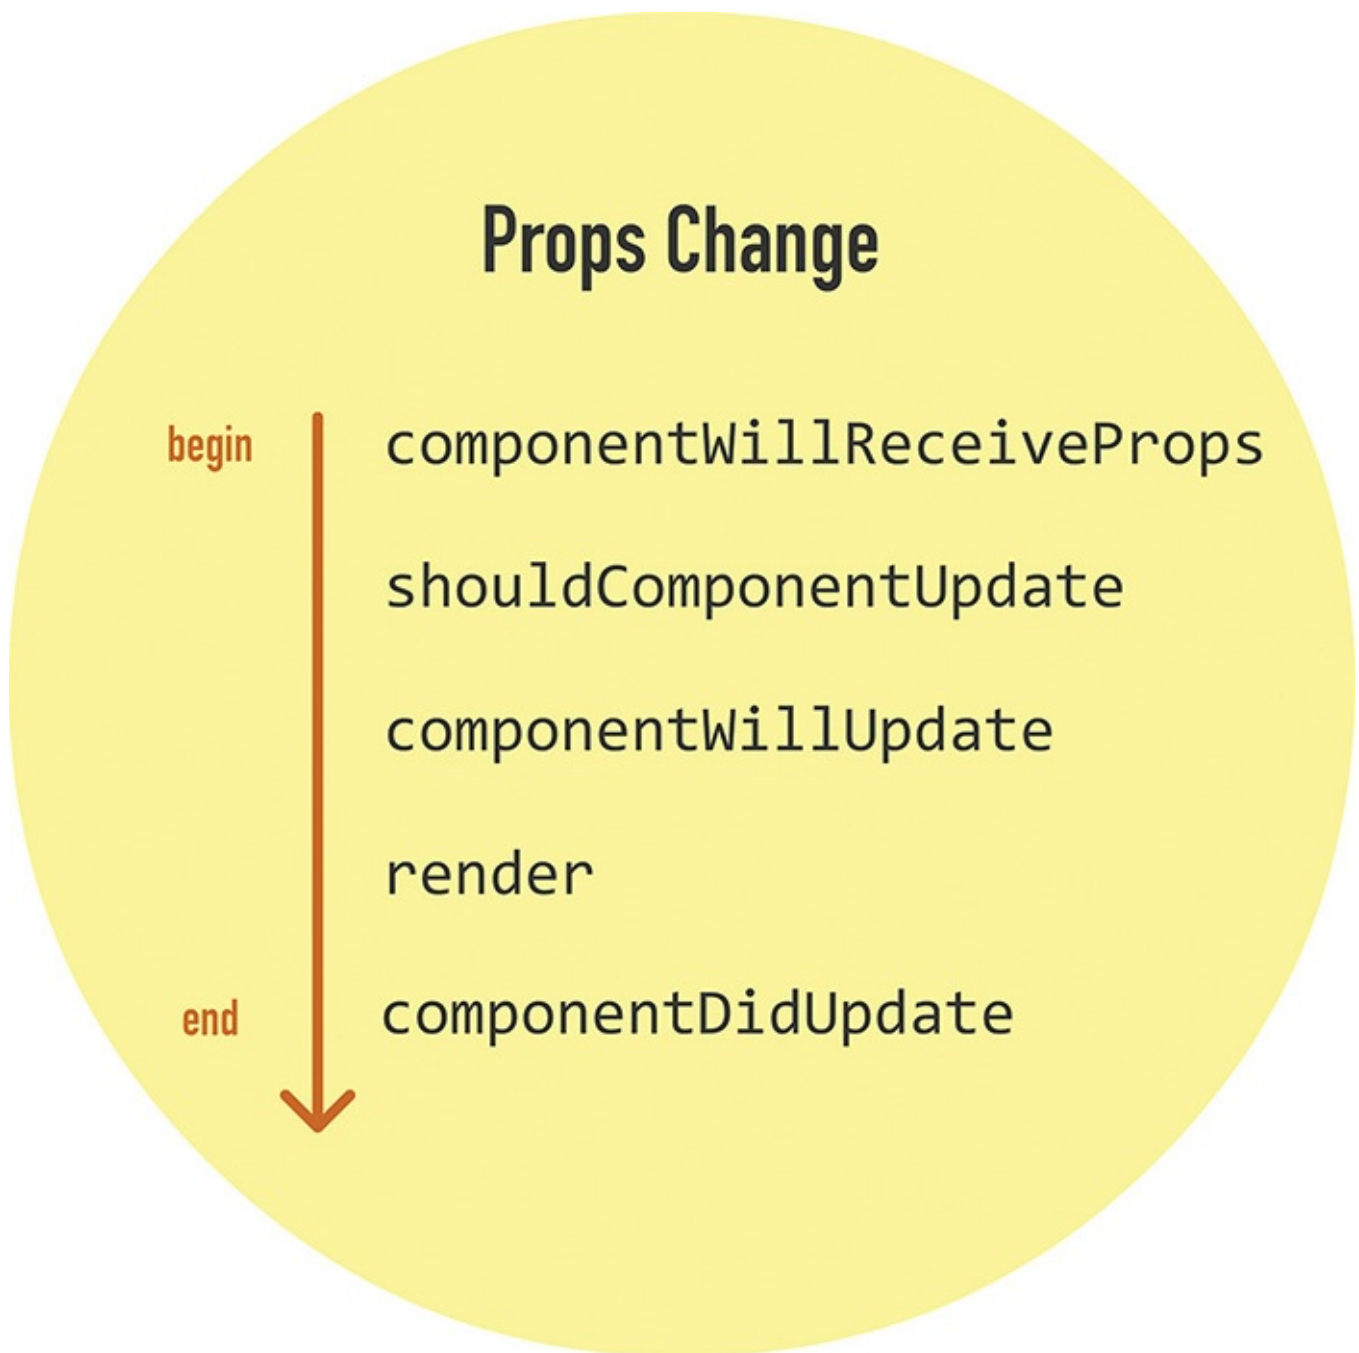 Props Change
begin componentWillReceiveProps
shouldComponentUpdate
componentWillUpdate
render
end componentDidUpdate